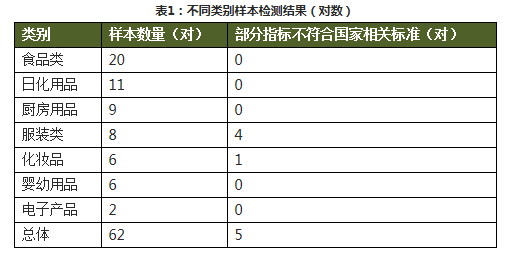 表1：不同类别样本检测结果（对数）
类别 样本数量（对） 部分指标不符合国家相关标准（对）
食品类 20 0
日化用品 11 0
厨房用品 9 0
服装类 8 4
化妆品 6 1
婴幼用品 6 0
电子产品 2 0
总体 62 5